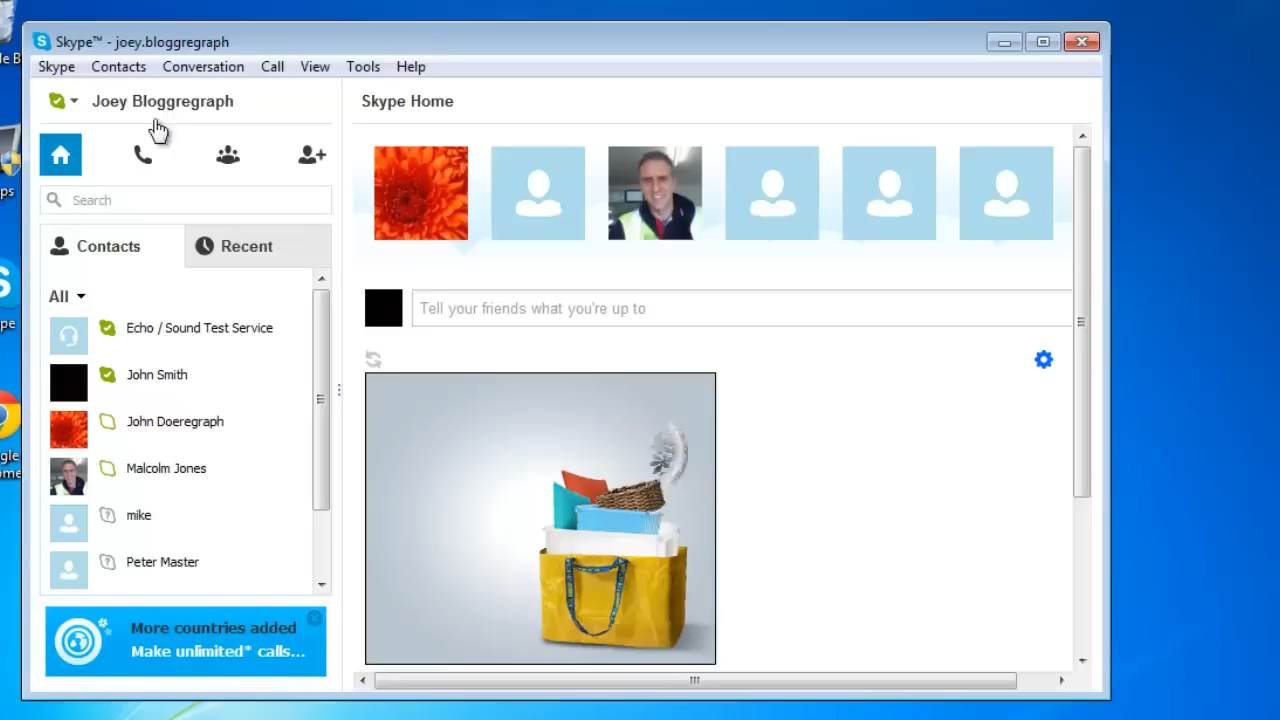 Skype™ - joey.bloggregraph
Skype Contacts Conversation Call View Tools Help
Joey Bloggregraph
Skype Home
Search
Contacts Recent
All
Tell your friends what you're up to
Echo / Sound Test Service
John Smith
John Doeregraph
Malcolm Jones
mike
Peter Master
More countries added
Make unlimited* calls...